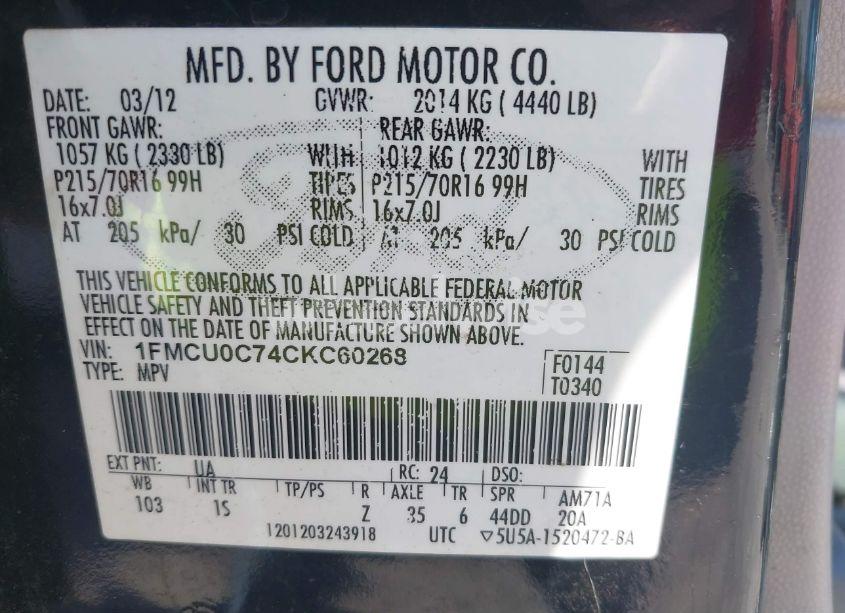 MFD. BY FORD MOTOR CO.
DATE: 03/12 GVWR: 2014 KG ( 4440 LB)
FRONT GAWR: REAR GAWR:
1057 KG ( 2330 LB) WITH 1012 KG ( 2230 LB) WITH
P215/70R16 99H TIRES P215/70R16 99H TIRES
16x7.0J RIMS 16x7.0J RIMS
AT 205 kPa/ 30 PSI COLD AT 205 kPa/ 30 PSI COLD
THIS VEHICLE CONFORMS TO ALL APPLICABLE FEDERAL MOTOR
VEHICLE SAFETY AND THEFT PREVENTION STANDARDS IN
EFFECT ON THE DATE OF MANUFACTURE SHOWN ABOVE.
VIN: 1FMCU0C74CKC60268 F0144
TYPE: MPV T0340
EXT PNT: UA RC: 24 DSO:
WB INT TR TP/PS R AXLE TR SPR AM71A
103 1S Z 35 6 44DD 20A
1201203243918 UTC ▽5U5A-1520472-BA